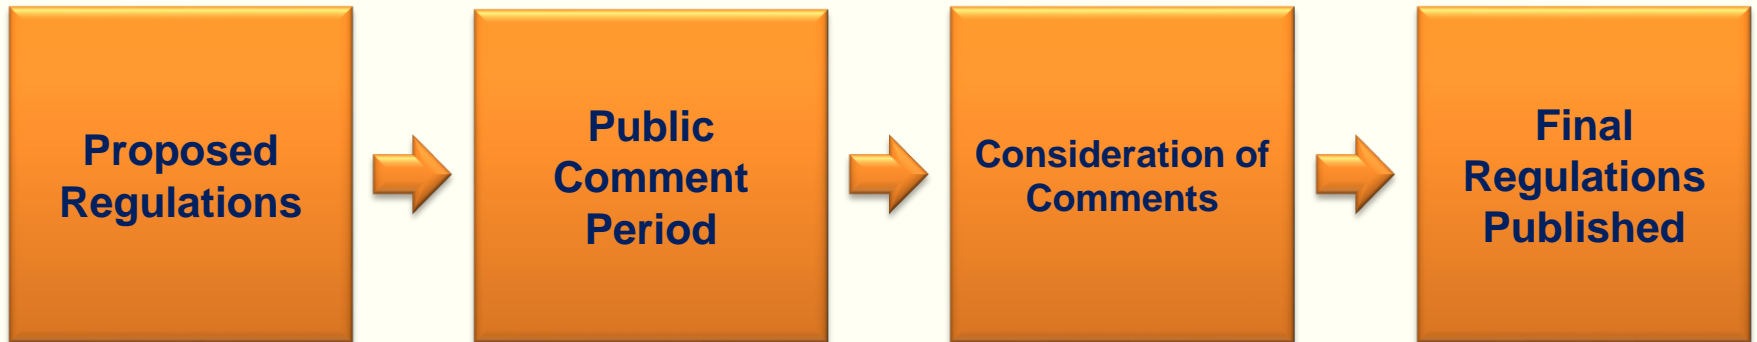 Proposed
Regulations
Public
Comment
Period
Consideration of
Comments
Final
Regulations
Published